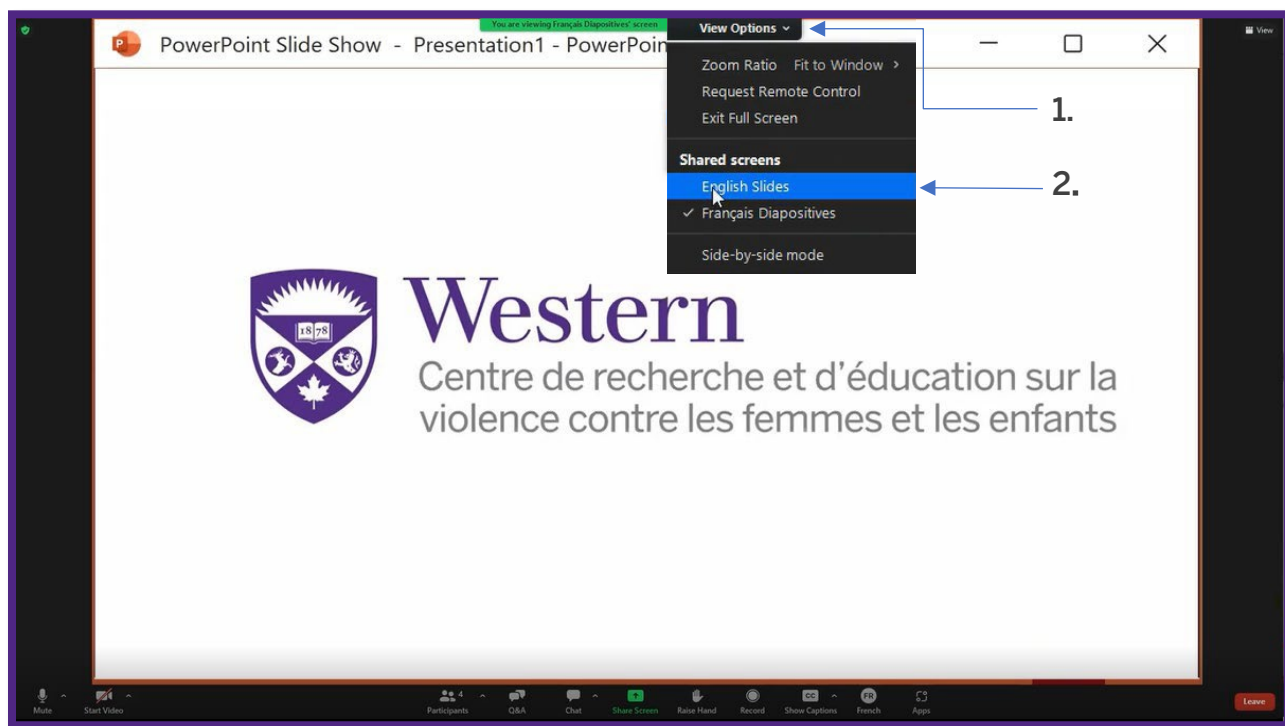 You are viewing Français Diapositives' screen
View Options
View
PowerPoint Slide Show - Presentation1 - PowerPoin
Zoom Ratio Fit to Window >
Request Remote Control
Exit Full Screen
1.
Shared screens
English Slides
2.
✓ Français Diapositives
Side-by-side mode
18 78
Western
Centre de recherche et d'éducation sur la
violence contre les femmes et les enfants
4
Mute
Start Video
Participants
Q&A
Chat
Share Screen
Raise Hand
Record
CC
Show Captions
FR
French
Apps
Leave